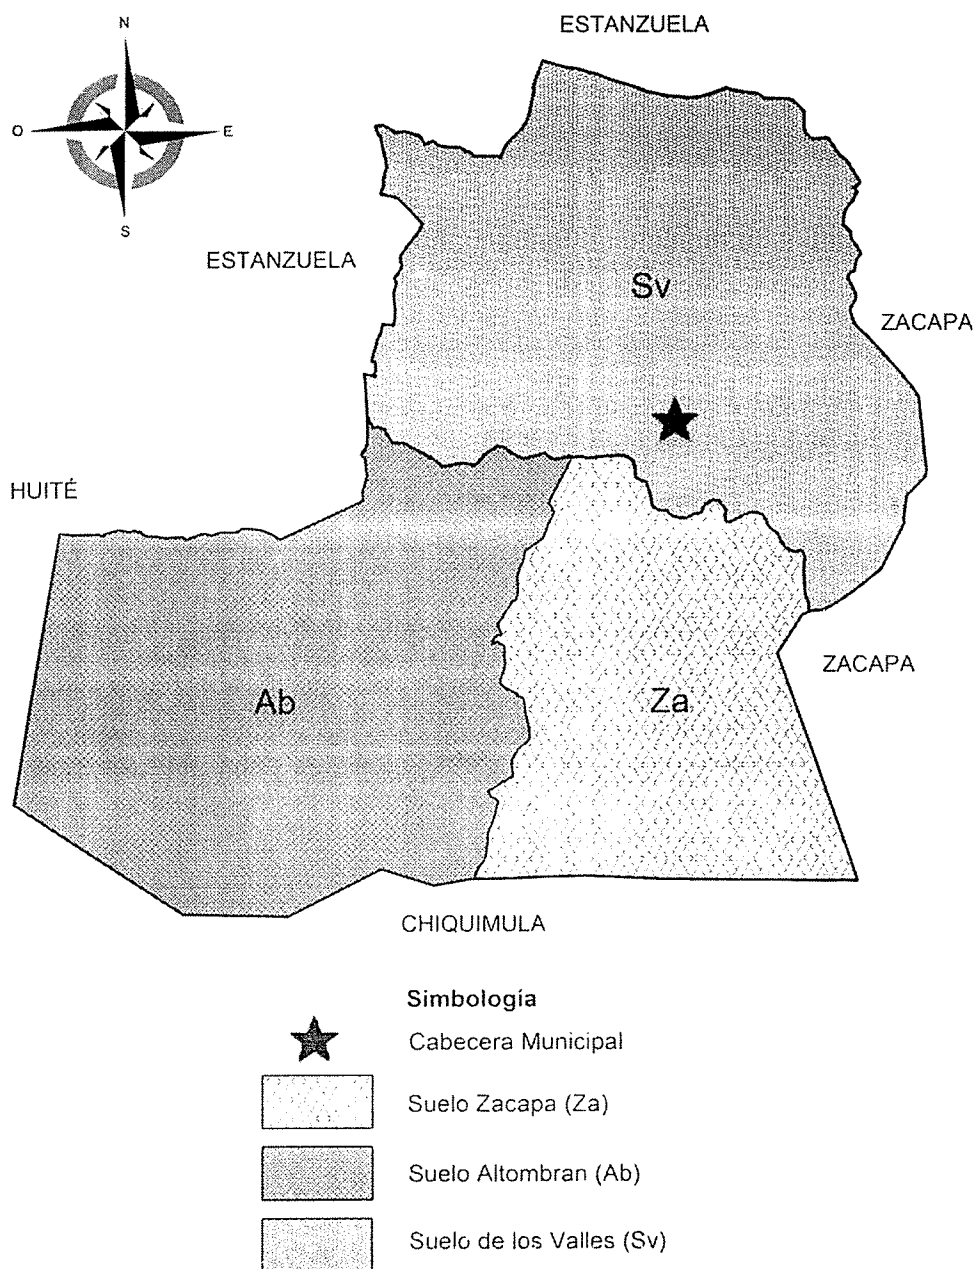 N
ESTANZUELA
O
E
S
ESTANZUELA
Sv
ZACAPA
HUITÉ
ZACAPA
Ab
Za
CHIQUIMULA
Simbología
Cabecera Municipal
Suelo Zacapa (Za)
Suelo Altombran (Ab)
Suelo de los Valles (Sv)